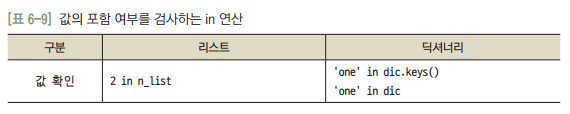 [표 6-9] 값의 포함 여부를 검사하는 in 연산
구분 리스트 딕셔너리
값 확인 2 in n_list 'one' in dic.keys()
'one' in dic